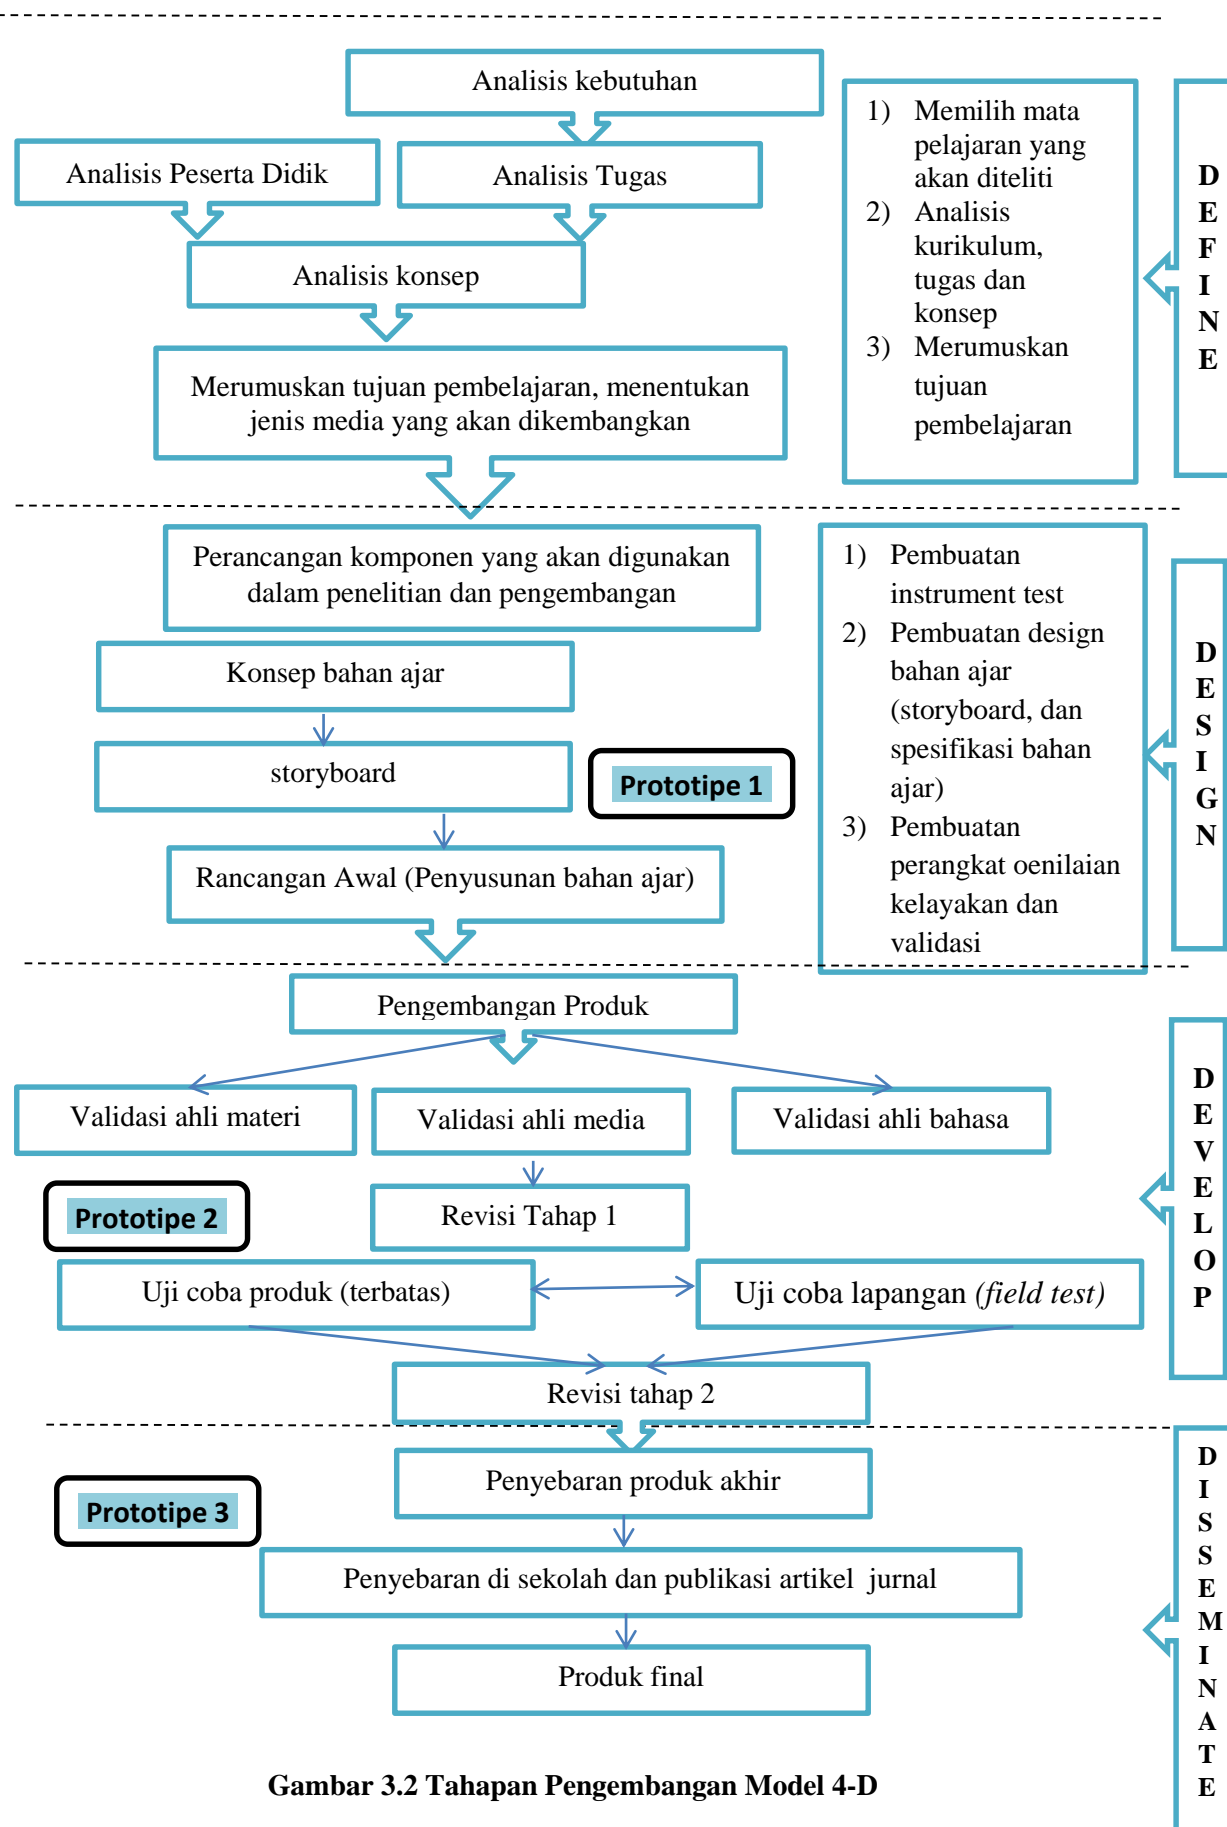 Analisis kebutuhan
Analisis Peserta Didik
Analisis Tugas
Analisis konsep
Merumuskan tujuan pembelajaran, menentukan
jenis media yang akan dikembangkan
1) Memilih mata
pelajaran yang
akan diteliti
2) Analisis
kurikulum,
tugas dan
konsep
3) Merumuskan
tujuan
pembelajaran
D
E
F
I
N
E
Perancangan komponen yang akan digunakan
dalam penelitian dan pengembangan
Konsep bahan ajar
storyboard
Prototipe 1
Rancangan Awal (Penyusunan bahan ajar)
1) Pembuatan
instrument test
2) Pembuatan design
bahan ajar
(storyboard, dan
spesifikasi bahan
ajar)
3) Pembuatan
perangkat oenilaian
kelayakan dan
validasi
D
E
S
I
G
N
Pengembangan Produk
Validasi ahli materi
Validasi ahli media
Validasi ahli bahasa
Prototipe 2
Revisi Tahap 1
Uji coba produk (terbatas)
Uji coba lapangan (field test)
Revisi tahap 2
D
E
V
E
L
O
P
Penyebaran produk akhir
Prototipe 3
Penyebaran di sekolah dan publikasi artikel  jurnal
Produk final
D
I
S
S
E
M
I
N
A
T
E
Gambar 3.2 Tahapan Pengembangan Model 4-D